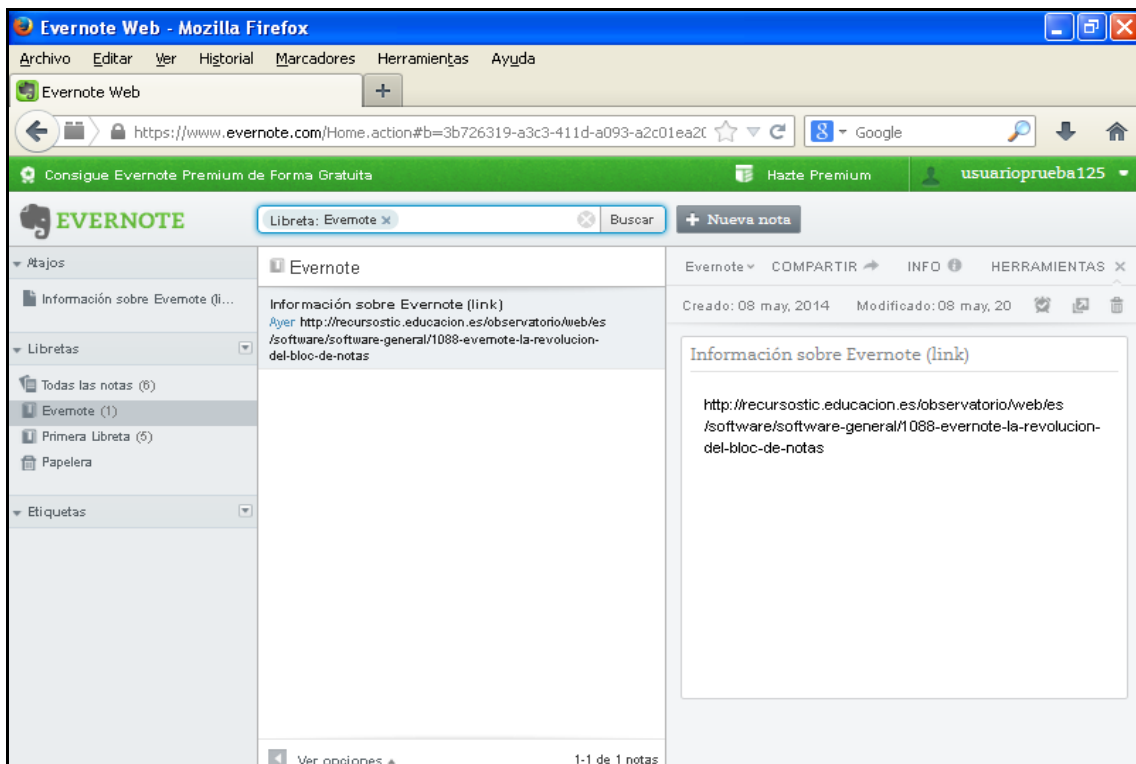 Evernote Web - Mozilla Firefox
Archivo Editar Ver Historial Marcadores Herramientas Ayuda
Evernote Web
https://www.evernote.com/Home.action#b=3b726319-a3c3-411d-a093-a2c01ea20 Google
Consigue Evernote Premium de Forma Gratuita Hazte Premium usuarioprueba125
EVERNOTE Libreta: Evernote Buscar + Nueva nota
Atajos
Información sobre Evernote (li...
Libretas
Todas las notas (6)
Evernote (1)
Primera Libreta (5)
Papelera
Etiquetas
Evernote
Información sobre Evernote (link)
Ayer http://recursostic.educacion.es/observatorio/web/es
/software/software-general/1088-evernote-la-revolucion-
del-bloc-de-notas
Ver opciones 1-1 de 1 notas
Evernote COMPARTIR INFO HERRAMIENTAS
Creado: 08 may, 2014 Modificado: 08 may, 20
Información sobre Evernote (link)
http://recursostic.educacion.es/observatorio/web/es
/software/software-general/1088-evernote-la-revolucion-
del-bloc-de-notas